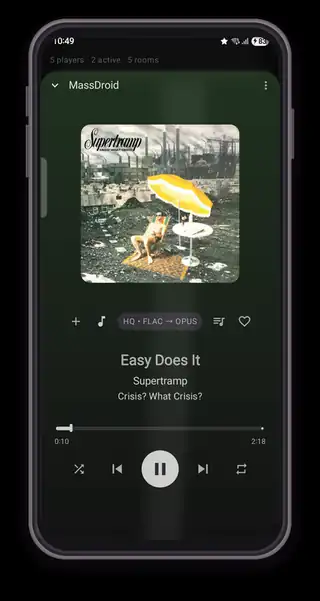 10:49
83
5 players 2 active 5 rooms
MassDroid
Supertramp
HQ • FLAC → OPUS
Easy Does It
Supertramp
Crisis? What Crisis?
0:10
2:18